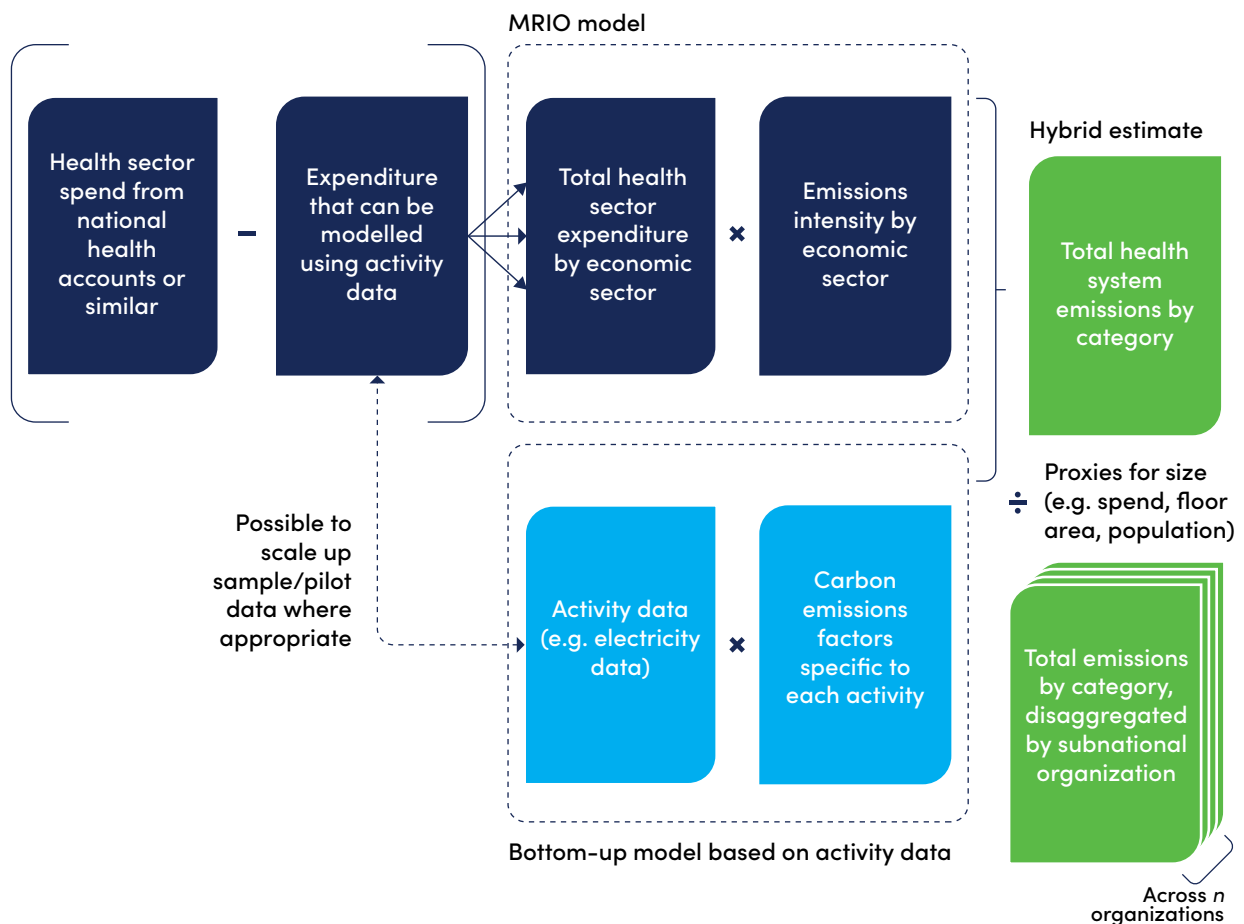 MRIO model
Health sector
spend from
national
health
accounts or
similar
–
Expenditure
that can be
modelled
using activity
data
Total health
sector
expenditure
by economic
sector
×
Emissions
intensity by
economic
sector
Hybrid estimate
Total health
system
emissions by
category
÷
Proxies for size
(e.g. spend, floor
area, population)
Possible to
scale up
sample/pilot
data where
appropriate
Activity data
(e.g. electricity
data)
×
Carbon
emissions
factors
specific to
each activity
Total emissions
by category,
disaggregated
by subnational
organization
Bottom-up model based on activity data
Across n
organizations